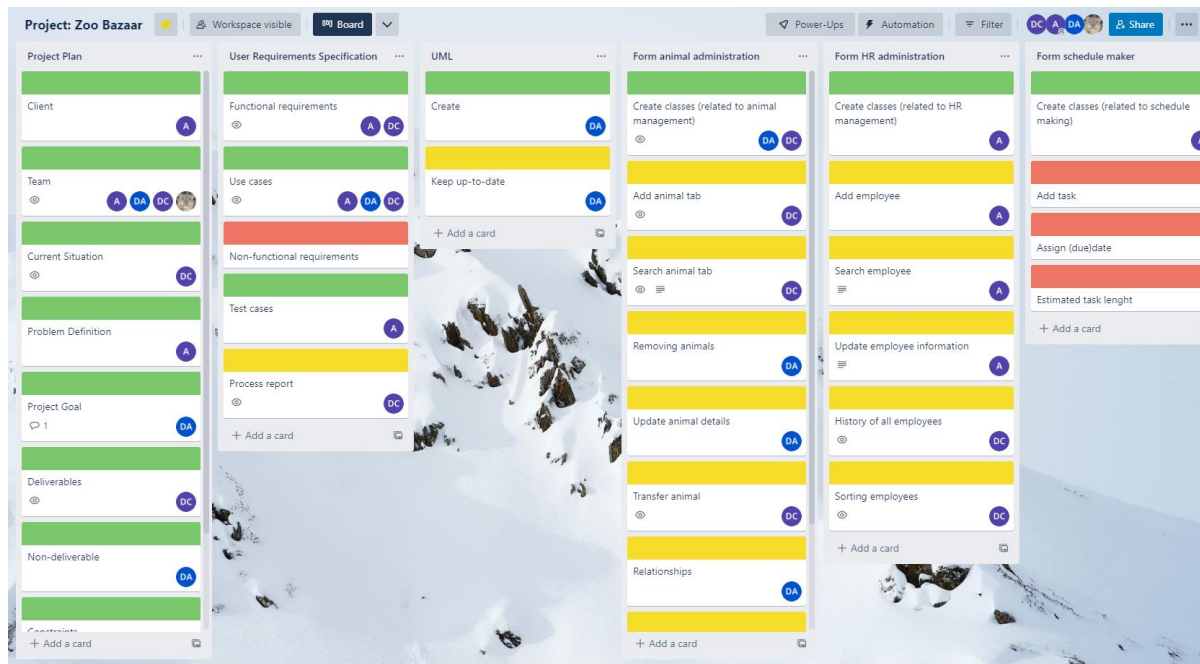 Project: Zoo Bazaar
Workspace visible
Board
Power-Ups
Automation
Filter
DC A DA
Share
Project Plan
Client
A
Team
A DA DC
Current Situation
DC
Problem Definition
A
Project Goal
1
DA
Deliverables
DC
Non-deliverable
DA
Constraints
+ Add a card
User Requirements Specification
Functional requirements
A DC
Use cases
A DA DC
Non-functional requirements
Test cases
A
Process report
DC
+ Add a card
UML
Create
DA
Keep up-to-date
DA
+ Add a card
Form animal administration
Create classes (related to animal
management)
DA DC
Add animal tab
DC
Search animal tab
DC
Removing animals
DA
Update animal details
DA
Transfer animal
DC
Relationships
DA
+ Add a card
Form HR administration
Create classes (related to HR
management)
A
Add employee
A
Search employee
A
Update employee information
A
History of all employees
DC
Sorting employees
DC
+ Add a card
Form schedule maker
Create classes (related to schedule
making)
A
Add task
Assign (due)date
Estimated task lenght
+ Add a card